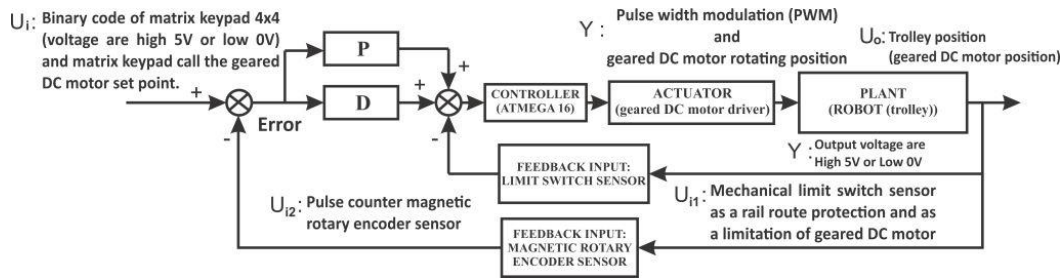 Ui: Binary code of matrix keypad 4x4
(voltage are high 5V or low 0V)
and matrix keypad call the geared
DC motor set point.
P
D
+
+
+
-
-
Error
CONTROLLER
(ATMEGA 16)
Y : Pulse width modulation (PWM)
and
geared DC motor rotating position
ACTUATOR
(geared DC motor driver)
Uo: Trolley position
(geared DC motor position)
PLANT
(ROBOT (trolley))
Y : Output voltage are
High 5V or Low 0V
FEEDBACK INPUT:
LIMIT SWITCH SENSOR
Ui1: Mechanical limit switch sensor
as a rail route protection and as
a limitation of geared DC motor
Ui2: Pulse counter magnetic
rotary encoder sensor
FEEDBACK INPUT:
MAGNETIC ROTARY
ENCODER SENSOR